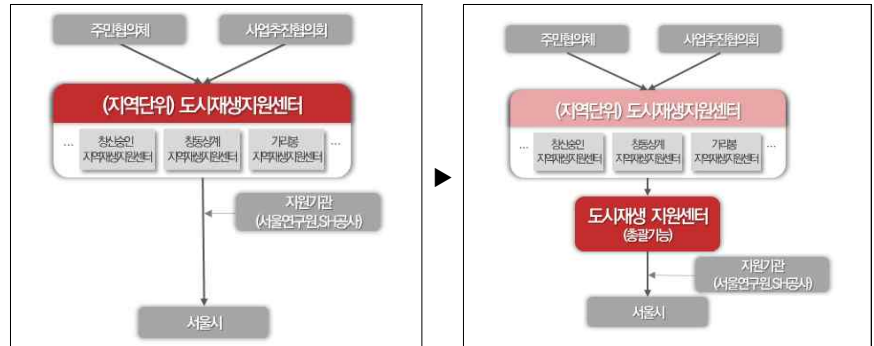 주민협의체
사업추진협의회
(지역단위) 도시재생지원센터
...
창신숭인
지역재생지원센터
창동상계
지역재생지원센터
가리봉
지역재생지원센터
...
지원기관
(서울연구원,SH공사)
서울시
▶
주민협의체
사업추진협의회
(지역단위) 도시재생지원센터
...
창신숭인
지역재생지원센터
창동상계
지역재생지원센터
가리봉
지역재생지원센터
...
도시재생 지원센터
(총괄기능)
지원기관
(서울연구원,SH공사)
서울시